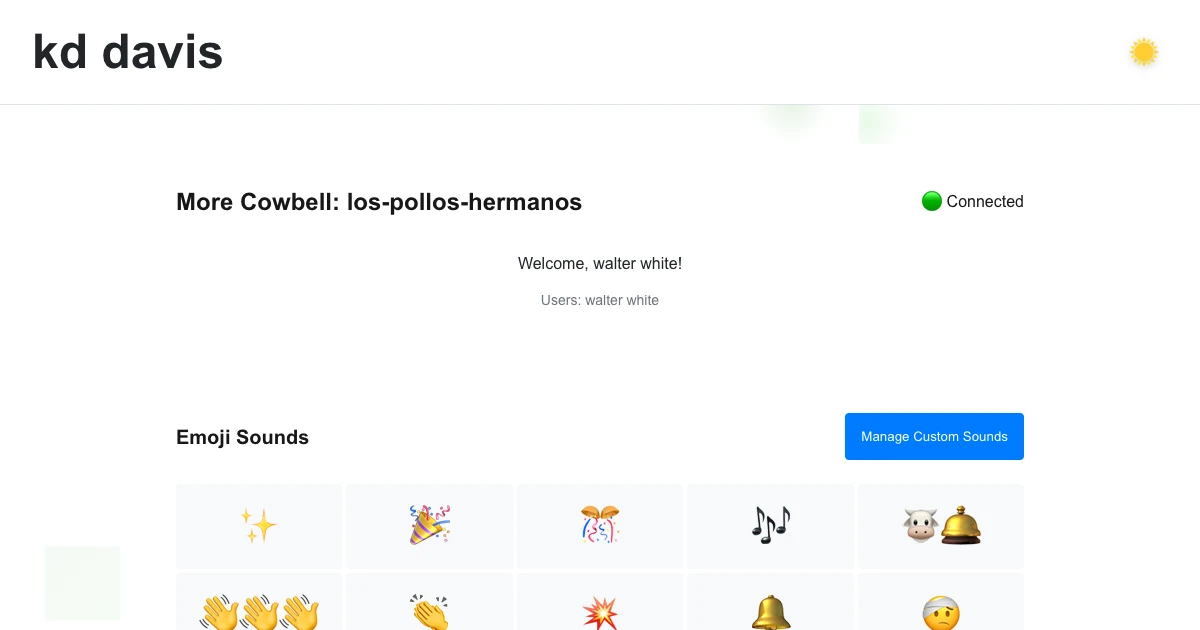 kd davis
More Cowbell: los-pollos-hermanos
Connected
Welcome, walter white!
Users: walter white
Emoji Sounds
Manage Custom Sounds